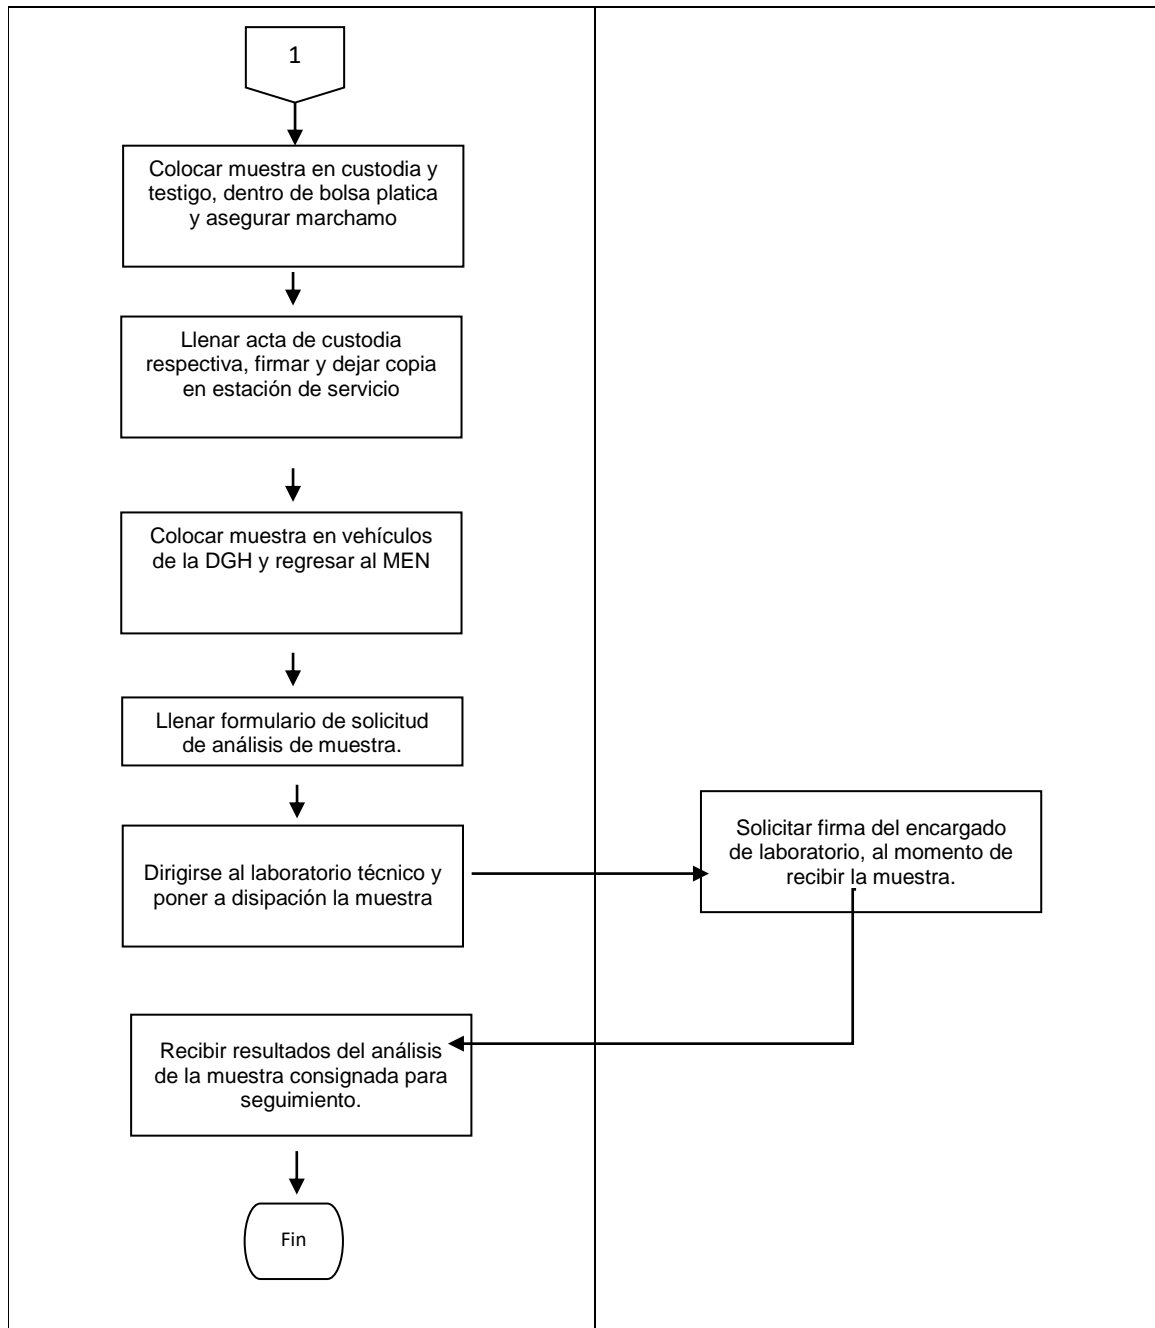 1
Colocar muestra en custodia y
testigo, dentro de bolsa platica
y asegurar marchamo
Llenar acta de custodia
respectiva, firmar y dejar copia
en estación de servicio
Colocar muestra en vehículos
de la DGH y regresar al MEN
Llenar formulario de solicitud
de análisis de muestra.
Dirigirse al laboratorio técnico y
poner a disipación la muestra
Solicitar firma del encargado
de laboratorio, al momento de
recibir la muestra.
Recibir resultados del análisis
de la muestra consignada para
seguimiento.
Fin